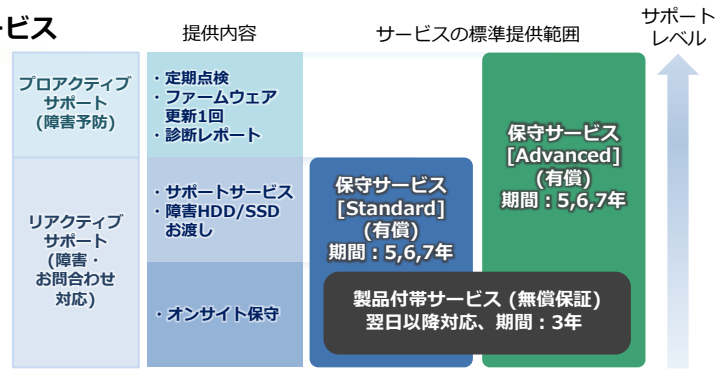 ービス
提供内容
サービスの標準提供範囲
サポート
レベル
プロアクティブ
サポート
(障害予防)
・定期点検
・ファームウェア
更新1回
・診断レポート
保守サービス
[Advanced]
(有償)
期間：5,6,7年
リアクティブ
サポート
(障害・
お問合わせ
対応)
・サポートサービス
・障害HDD/SSD
お渡し
保守サービス
[Standard]
(有償)
期間：5,6,7年
・オンサイト保守
製品付帯サービス (無償保証)
翌日以降対応、期間：3年